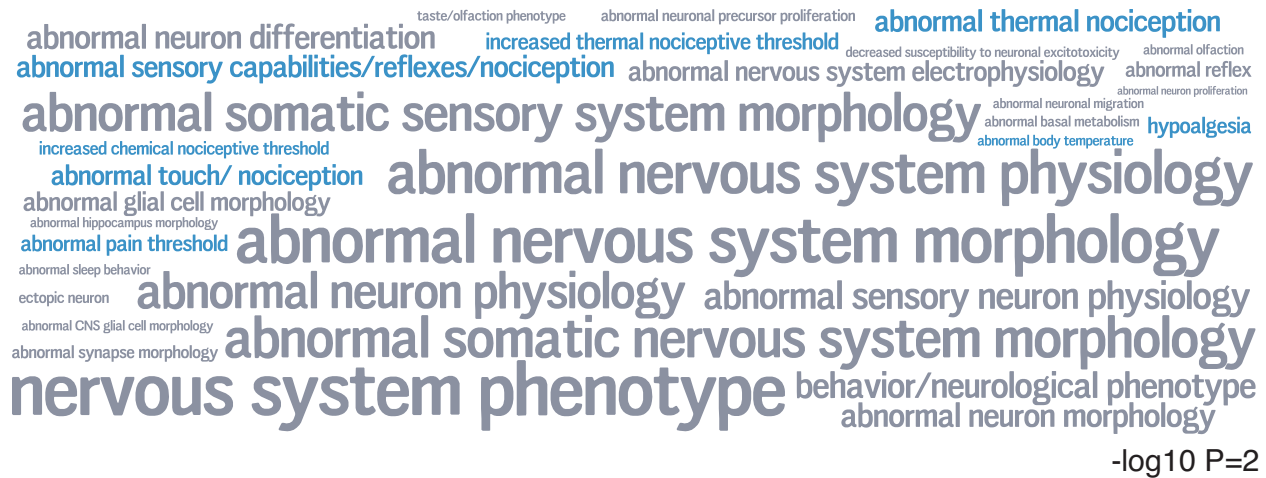 taste/olfaction phenotype
abnormal neuronal precursor proliferation
abnormal thermal nociception
abnormal neuron differentiation
increased thermal nociceptive threshold
decreased susceptibility to neuronal excitotoxicity
abnormal olfaction
abnormal sensory capabilities/reflexes/nociception
abnormal nervous system electrophysiology
abnormal reflex
abnormal neuron proliferation
abnormal somatic sensory system morphology
abnormal neuronal migration
abnormal basal metabolism
hypoalgesia
abnormal body temperature
increased chemical nociceptive threshold
abnormal touch/ nociception
abnormal nervous system physiology
abnormal glial cell morphology
abnormal hippocampus morphology
abnormal pain threshold
abnormal nervous system morphology
abnormal sleep behavior
ectopic neuron
abnormal neuron physiology
abnormal sensory neuron physiology
abnormal CNS glial cell morphology
abnormal synapse morphology
abnormal somatic nervous system morphology
nervous system phenotype
behavior/neurological phenotype
abnormal neuron morphology
-log10 P=2